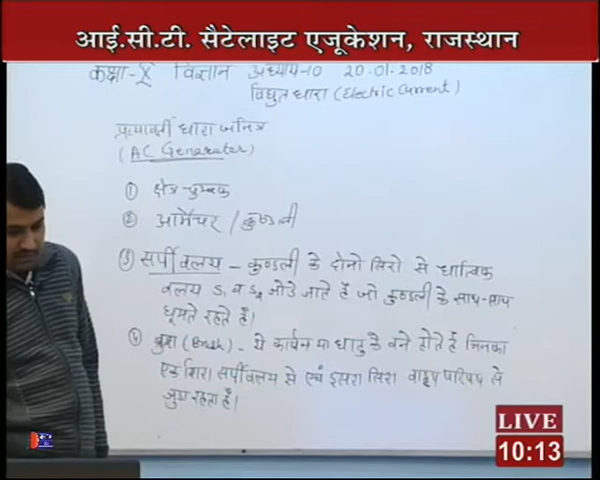 आई.सी.टी. सैटेलाइट एजूकेशन, राजस्थान
कक्षा-X विज्ञान अध्याय-10 20.01.2018
विद्युत धारा (Electric Current)
प्रत्यावर्ती धारा जनित्र
(AC Generater)
① क्षेत्र चुम्बक
② आर्मेचर / कुण्डली
③ सर्पी वलय - कुण्डली के दोनो सिरो से धात्विक
वलय S₁ व S₂ जोडे जाते हैं जो कुण्डली के साथ-साथ
घूमते रहते हैं।
④ ब्रुश (Brush) - ये कार्बन या धातु के बने होते हैं जिनका
एक सिरा सर्पी वलय से एवं दूसरा सिरा बाह्य परिपथ से
जुडा रहता हैं।
LIVE
10:13